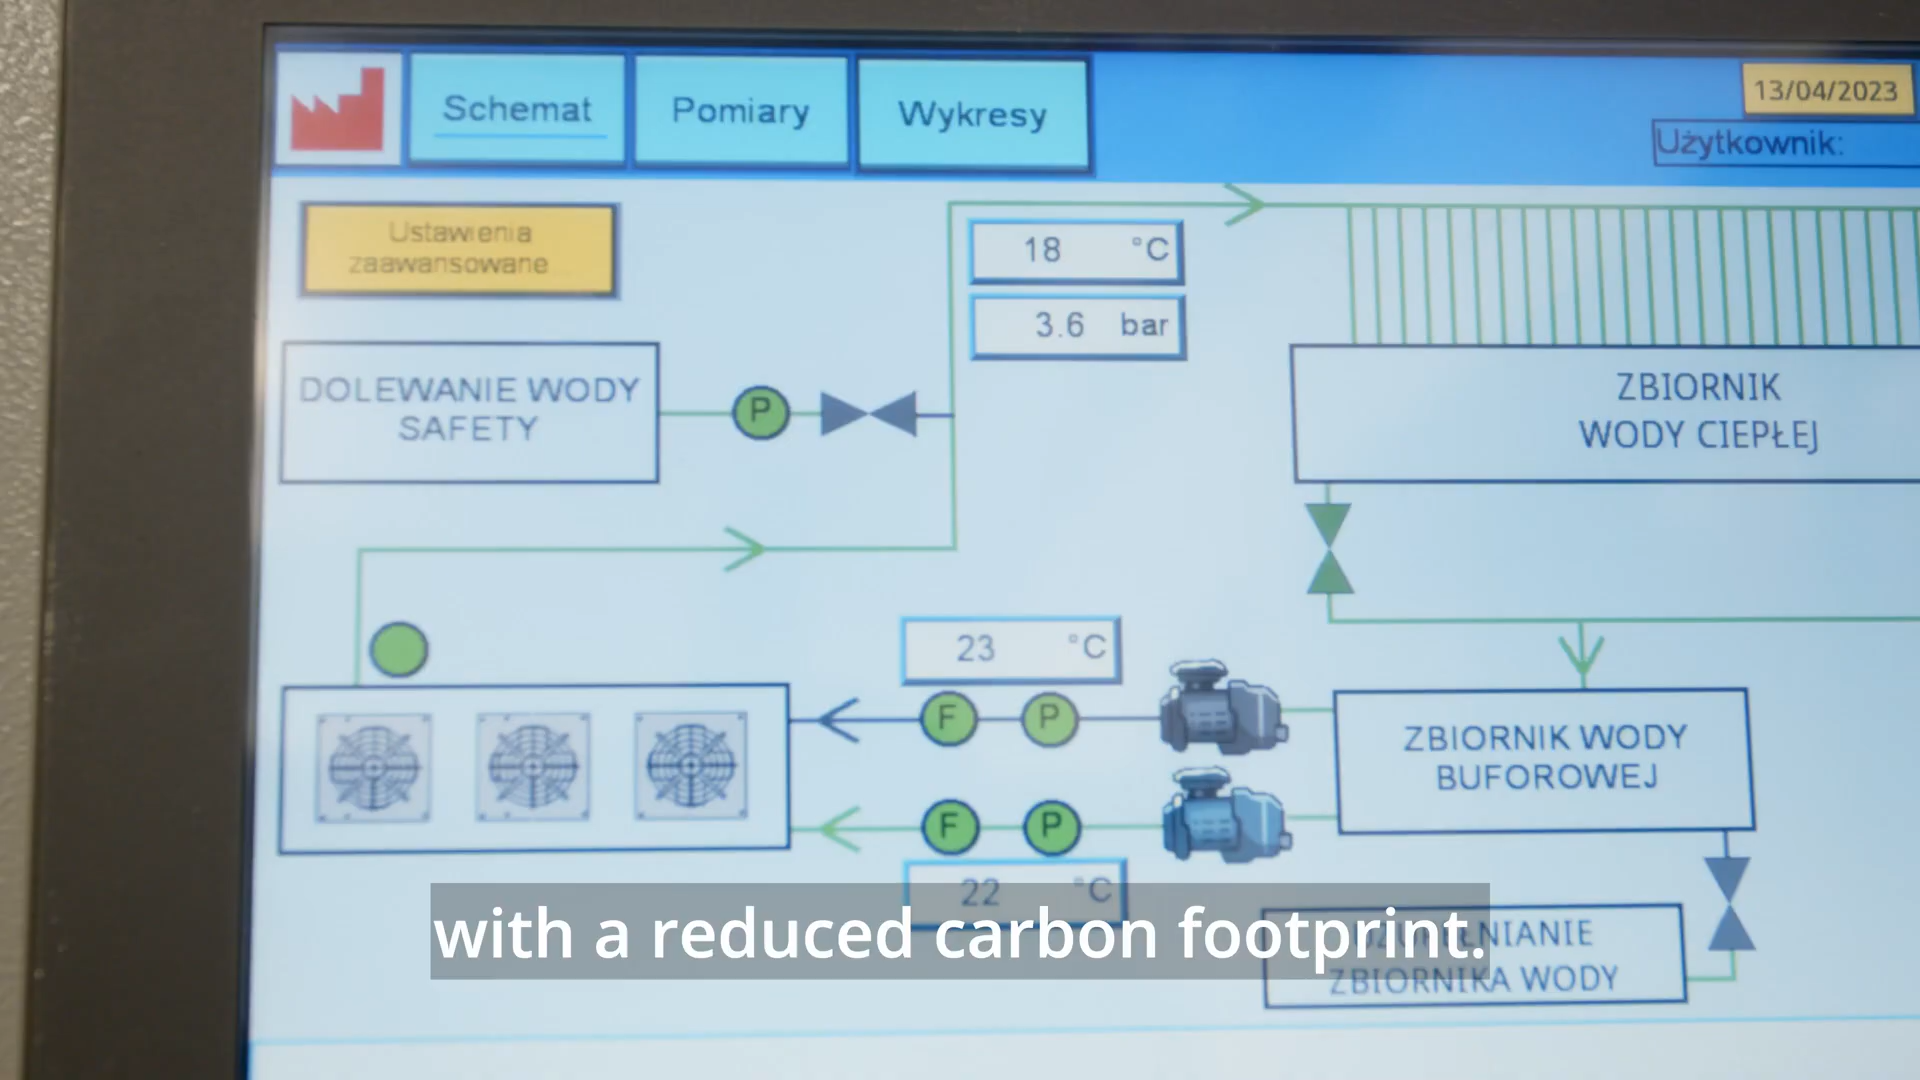 Schemat
Pomiary
Wykresy
13/04/2023
Użytkownik:
Ustawienia
zaawansowane
18 °C
3.6 bar
DOLEWANIE WODY
SAFETY
P
ZBIORNIK
WODY CIEPŁEJ
23 °C
F P
ZBIORNIK WODY
BUFOROWEJ
F P
22 °C
with a reduced carbon footprint.
ZBIORNIKA WODY